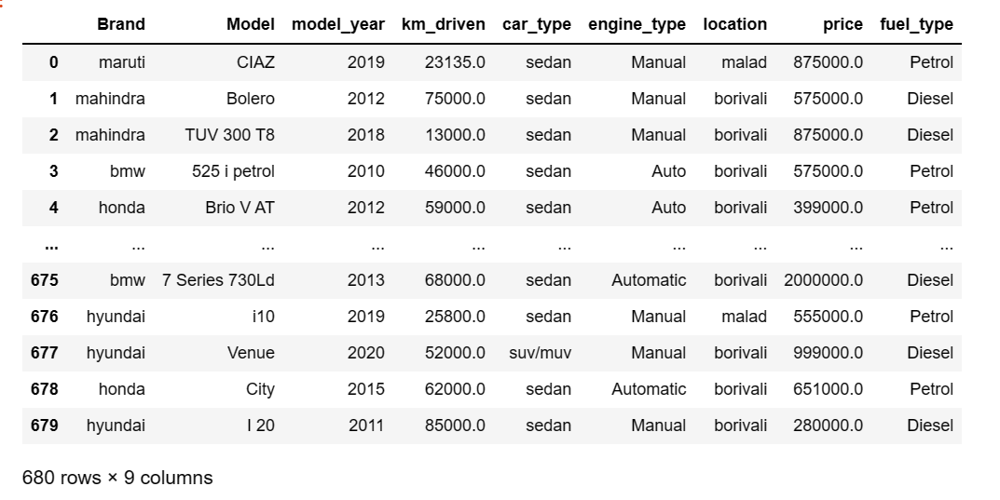 Brand Model model_year km_driven car_type engine_type location price fuel_type
0 maruti CIAZ 2019 23135.0 sedan Manual malad 875000.0 Petrol
1 mahindra Bolero 2012 75000.0 sedan Manual borivali 575000.0 Diesel
2 mahindra TUV 300 T8 2018 13000.0 sedan Manual borivali 875000.0 Diesel
3 bmw 525 i petrol 2010 46000.0 sedan Auto borivali 575000.0 Petrol
4 honda Brio V AT 2012 59000.0 sedan Auto borivali 399000.0 Petrol
... ... ... ... ... ... ... ... ... ...
675 bmw 7 Series 730Ld 2013 68000.0 sedan Automatic borivali 2000000.0 Diesel
676 hyundai i10 2019 25800.0 sedan Manual malad 555000.0 Petrol
677 hyundai Venue 2020 52000.0 suv/muv Manual borivali 999000.0 Diesel
678 honda City 2015 62000.0 sedan Automatic borivali 651000.0 Petrol
679 hyundai I 20 2011 85000.0 sedan Manual borivali 280000.0 Diesel
680 rows × 9 columns